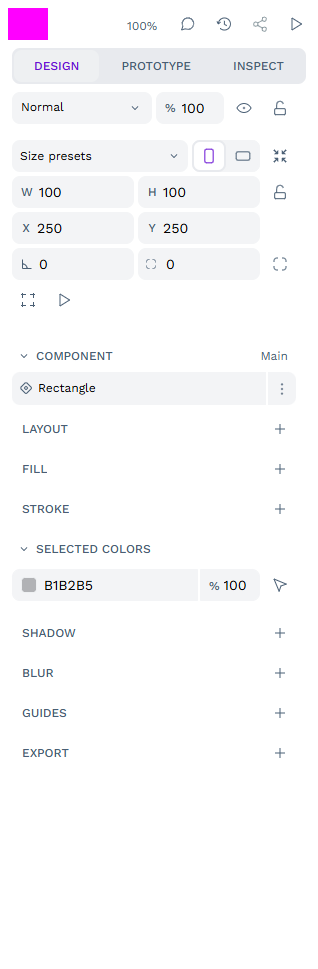 100%
DESIGN PROTOTYPE INSPECT
Normal % 100
Size presets
W 100 H 100
X 250 Y 250
0 0
COMPONENT Main
Rectangle
LAYOUT
FILL
STROKE
SELECTED COLORS
B1B2B5 % 100
SHADOW
BLUR
GUIDES
EXPORT